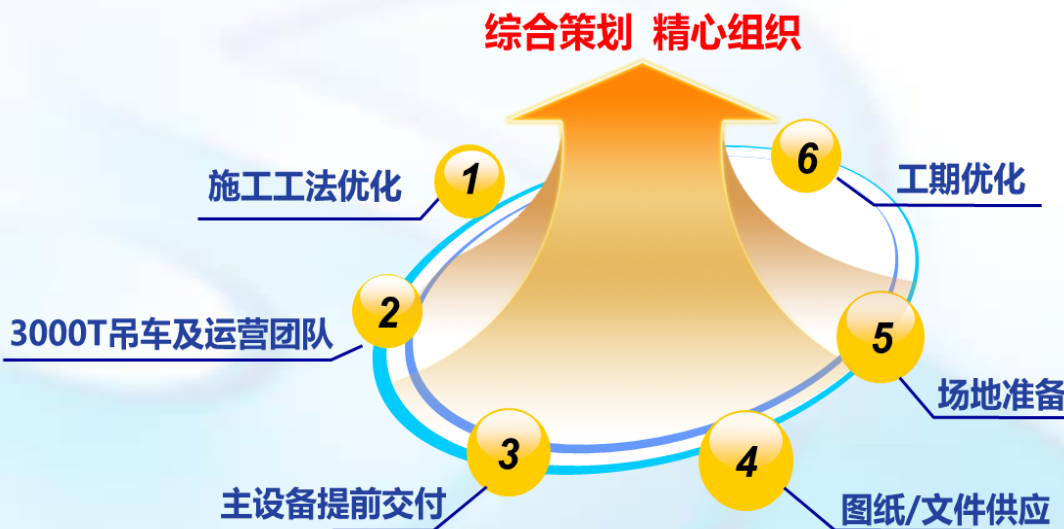 综合策划 精心组织
1
施工工法优化
2
3000T吊车及运营团队
3
主设备提前交付
4
图纸/文件供应
5
场地准备
6
工期优化